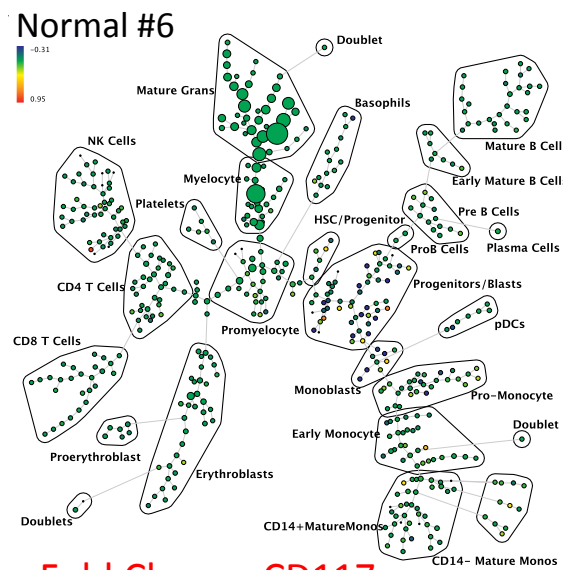 Normal #6
-0.31
0.95
Doublet
Mature Grans
Basophils
NK Cells
Mature B Cell
Myelocyte
Early Mature B Cell
Platelets
Pre B Cells
HSC/Progenitor
ProB Cells
Plasma Cells
CD4 T Cells
Progenitors/Blasts
Promyelocyte
pDCs
CD8 T Cells
Monoblasts
Pro-Monocyte
Early Monocyte
Doublet
Proerythroblast
Erythroblasts
Doublets
CD14+MatureMonos
CD14- Mature Monos